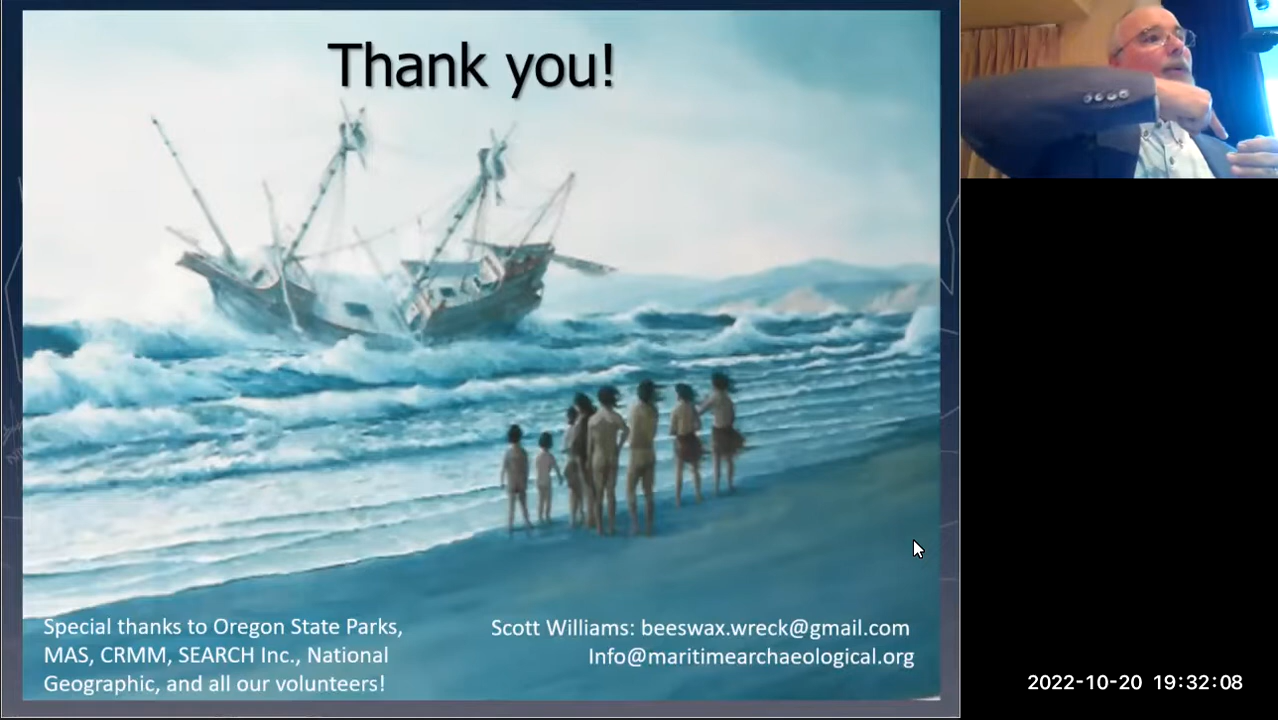 Thank you!
Special thanks to Oregon State Parks,
MAS, CRMM, SEARCH Inc., National
Geographic, and all our volunteers!
Scott Williams: beeswax.wreck@gmail.com
Info@maritimearchaeological.org
2022-10-20 19:32:08